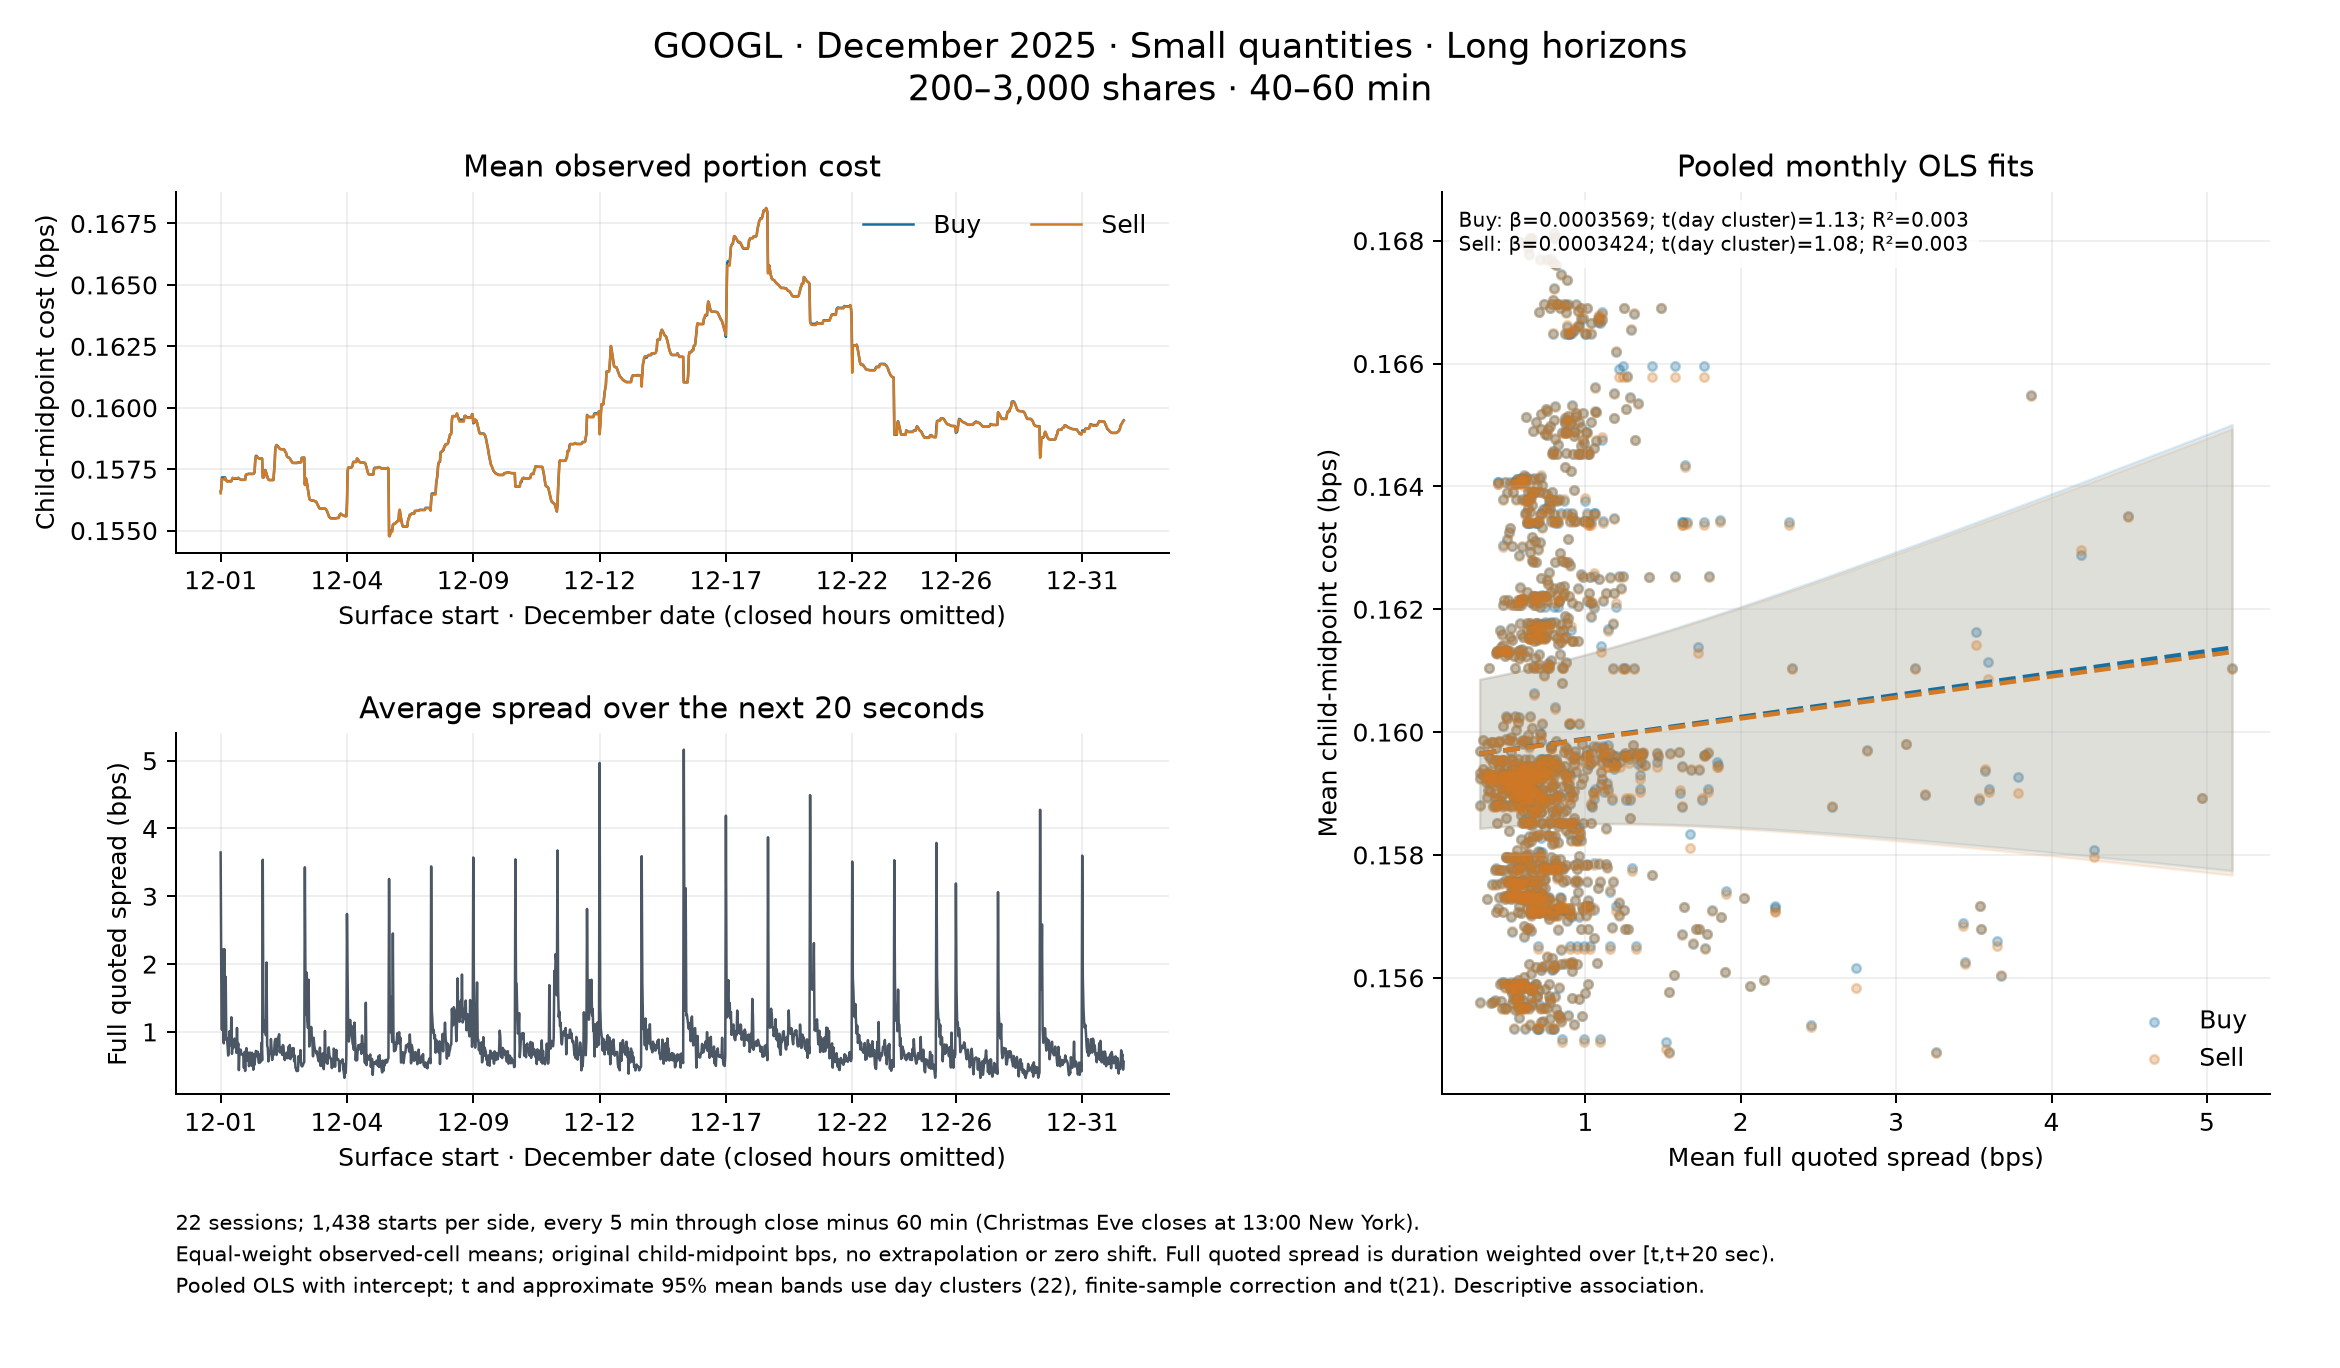 GOOGL · December 2025 · Small quantities · Long horizons
200–3,000 shares · 40–60 min
Mean observed portion cost
Child-midpoint cost (bps)
0.1675
0.1650
0.1625
0.1600
0.1575
0.1550
Buy
Sell
12-01
12-04
12-09
12-12
12-17
12-22
12-26
12-31
Surface start · December date (closed hours omitted)
Average spread over the next 20 seconds
Full quoted spread (bps)
5
4
3
2
1
12-01
12-04
12-09
12-12
12-17
12-22
12-26
12-31
Surface start · December date (closed hours omitted)
Pooled monthly OLS fits
Buy: β=0.0003569; t(day cluster)=1.13; R²=0.003
Sell: β=0.0003424; t(day cluster)=1.08; R²=0.003
Mean child-midpoint cost (bps)
0.168
0.166
0.164
0.162
0.160
0.158
0.156
Buy
Sell
1
2
3
4
5
Mean full quoted spread (bps)
22 sessions; 1,438 starts per side, every 5 min through close minus 60 min (Christmas Eve closes at 13:00 New York).
Equal-weight observed-cell means; original child-midpoint bps, no extrapolation or zero shift. Full quoted spread is duration weighted over [t,t+20 sec).
Pooled OLS with intercept; t and approximate 95% mean bands use day clusters (22), finite-sample correction and t(21). Descriptive association.